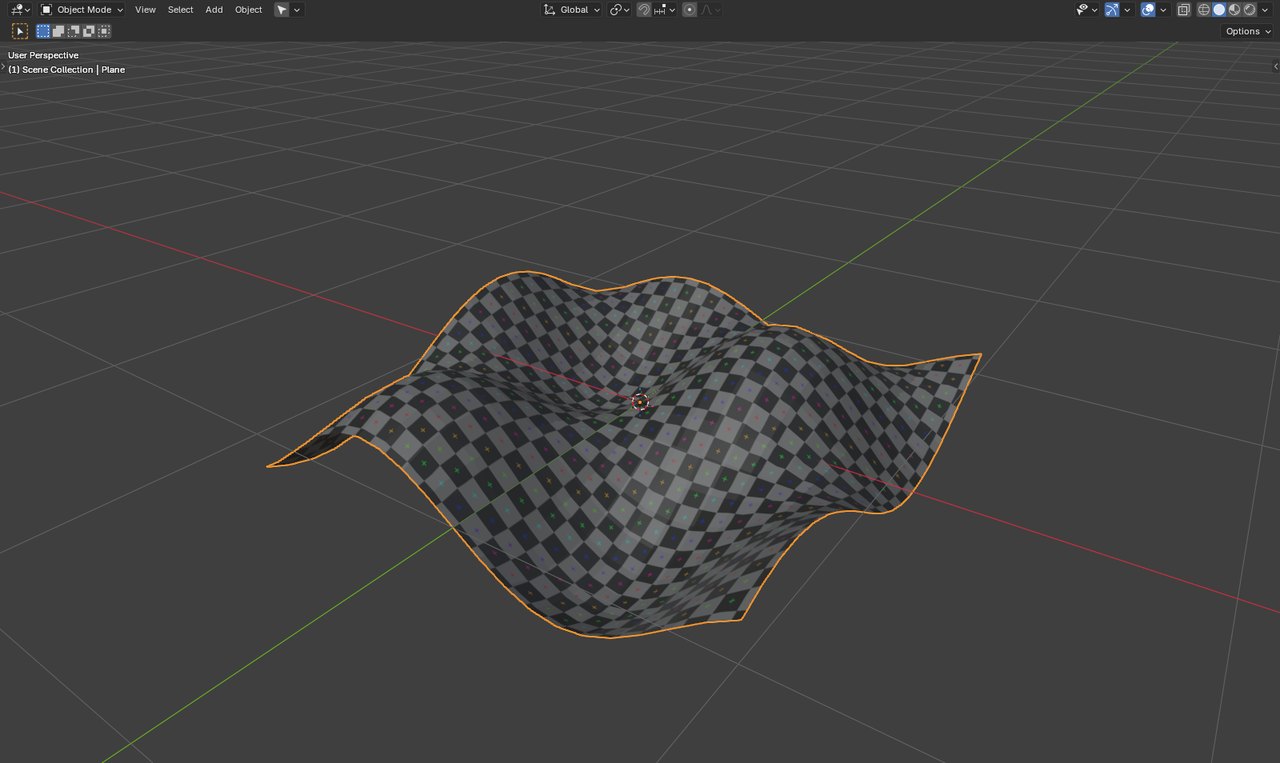 Object Mode View Select Add Object Global
Options
User Perspective
(1) Scene Collection | Plane